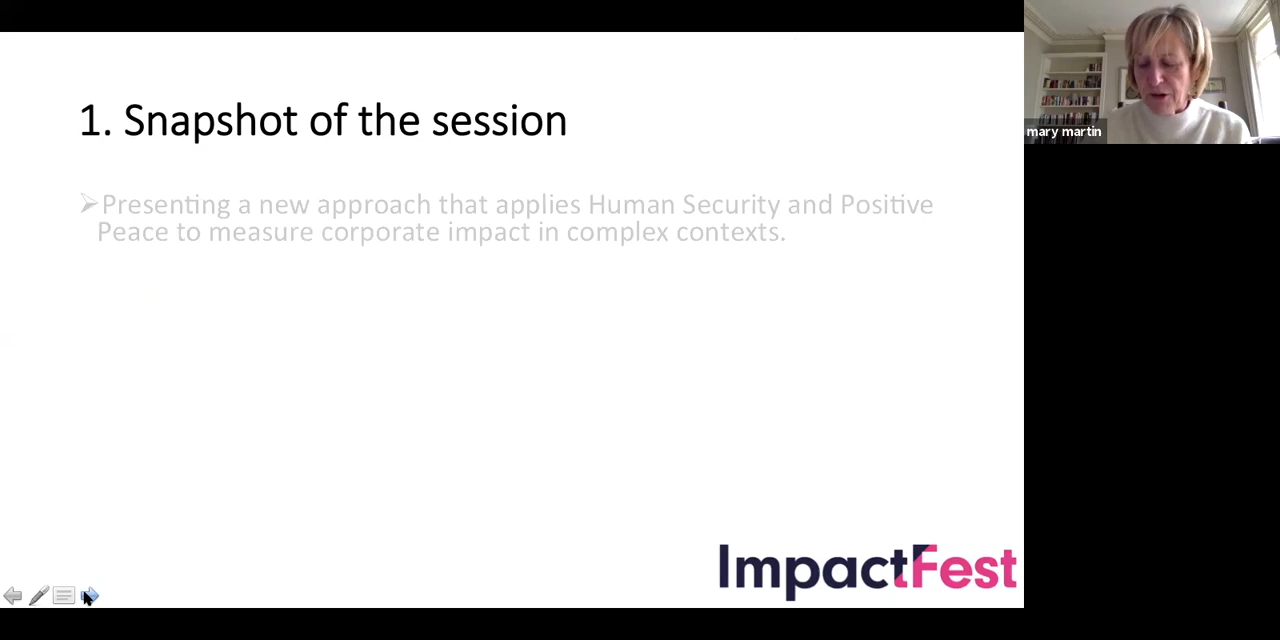 1. Snapshot of the session
mary martin
➢Presenting a new approach that applies Human Security and Positive
Peace to measure corporate impact in complex contexts.
ImpactFest